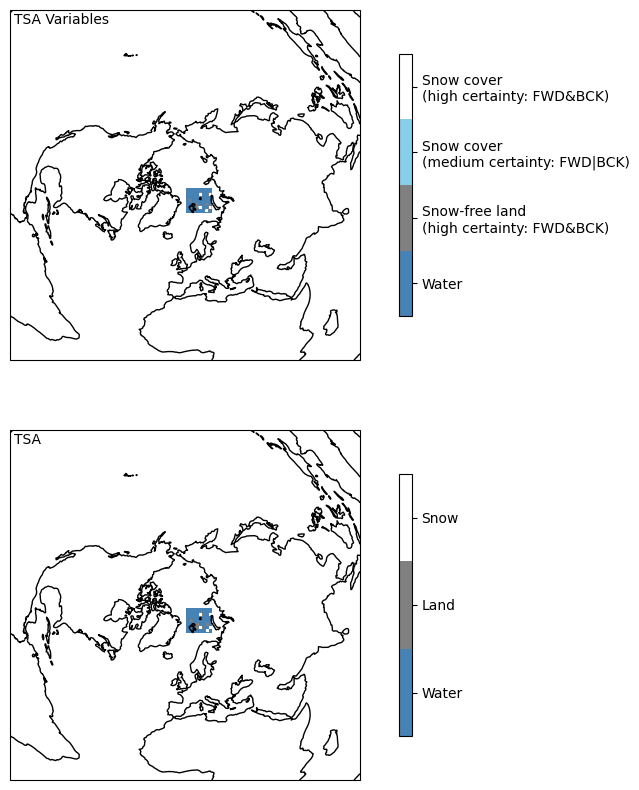 TSA Variables
Snow cover
(high certainty: FWD&BCK)
Snow cover
(medium certainty: FWD|BCK)
Snow-free land
(high certainty: FWD&BCK)
Water
TSA
Snow
Land
Water